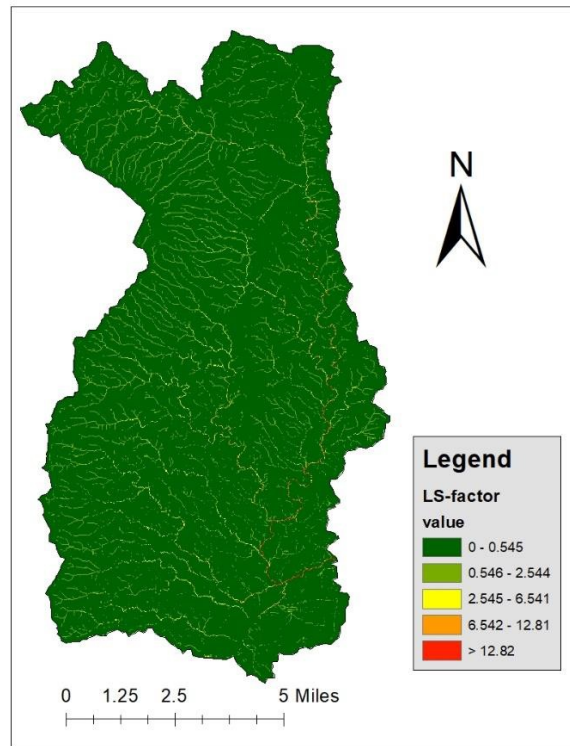 N
Legend
LS-factor
value
0 - 0.545
0.546 - 2.544
2.545 - 6.541
6.542 - 12.81
> 12.82
0 1.25 2.5 5 Miles